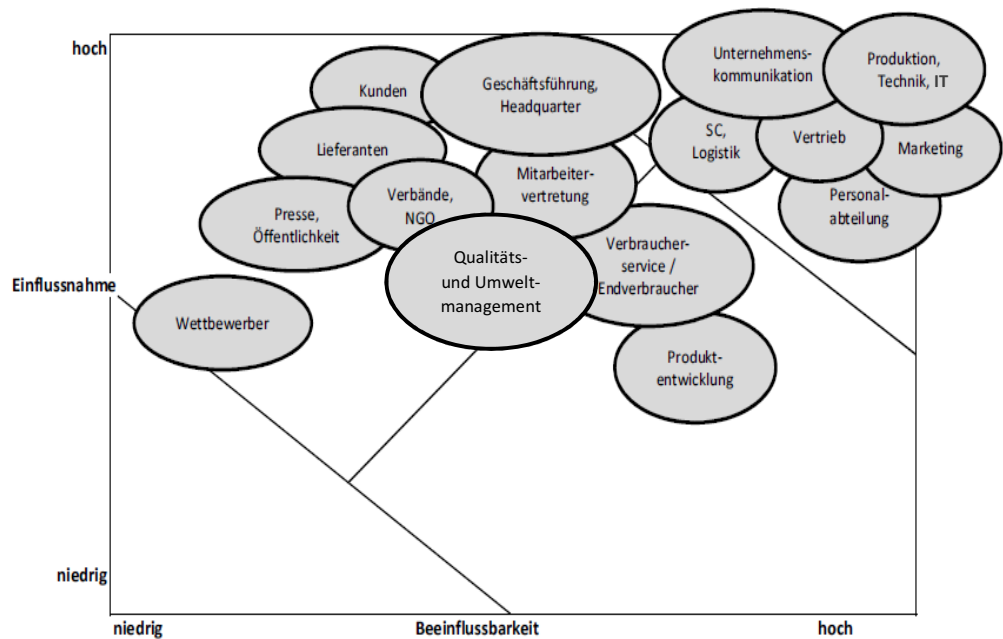 hoch
Kunden
Geschäftsführung,
Headquarter
Unternehmens-
kommunikation
Produktion,
Technik, IT
Lieferanten
SC,
Logistik
Vertrieb
Marketing
Mitarbeiter-
vertretung
Verbände,
NGO
Presse,
Öffentlichkeit
Personal-
abteilung
Qualitäts-
und Umwelt-
management
Verbraucher-
service /
Endverbraucher
Einflussnahme
Wettbewerber
Produkt-
entwicklung
niedrig
niedrig
Beeinflussbarkeit
hoch